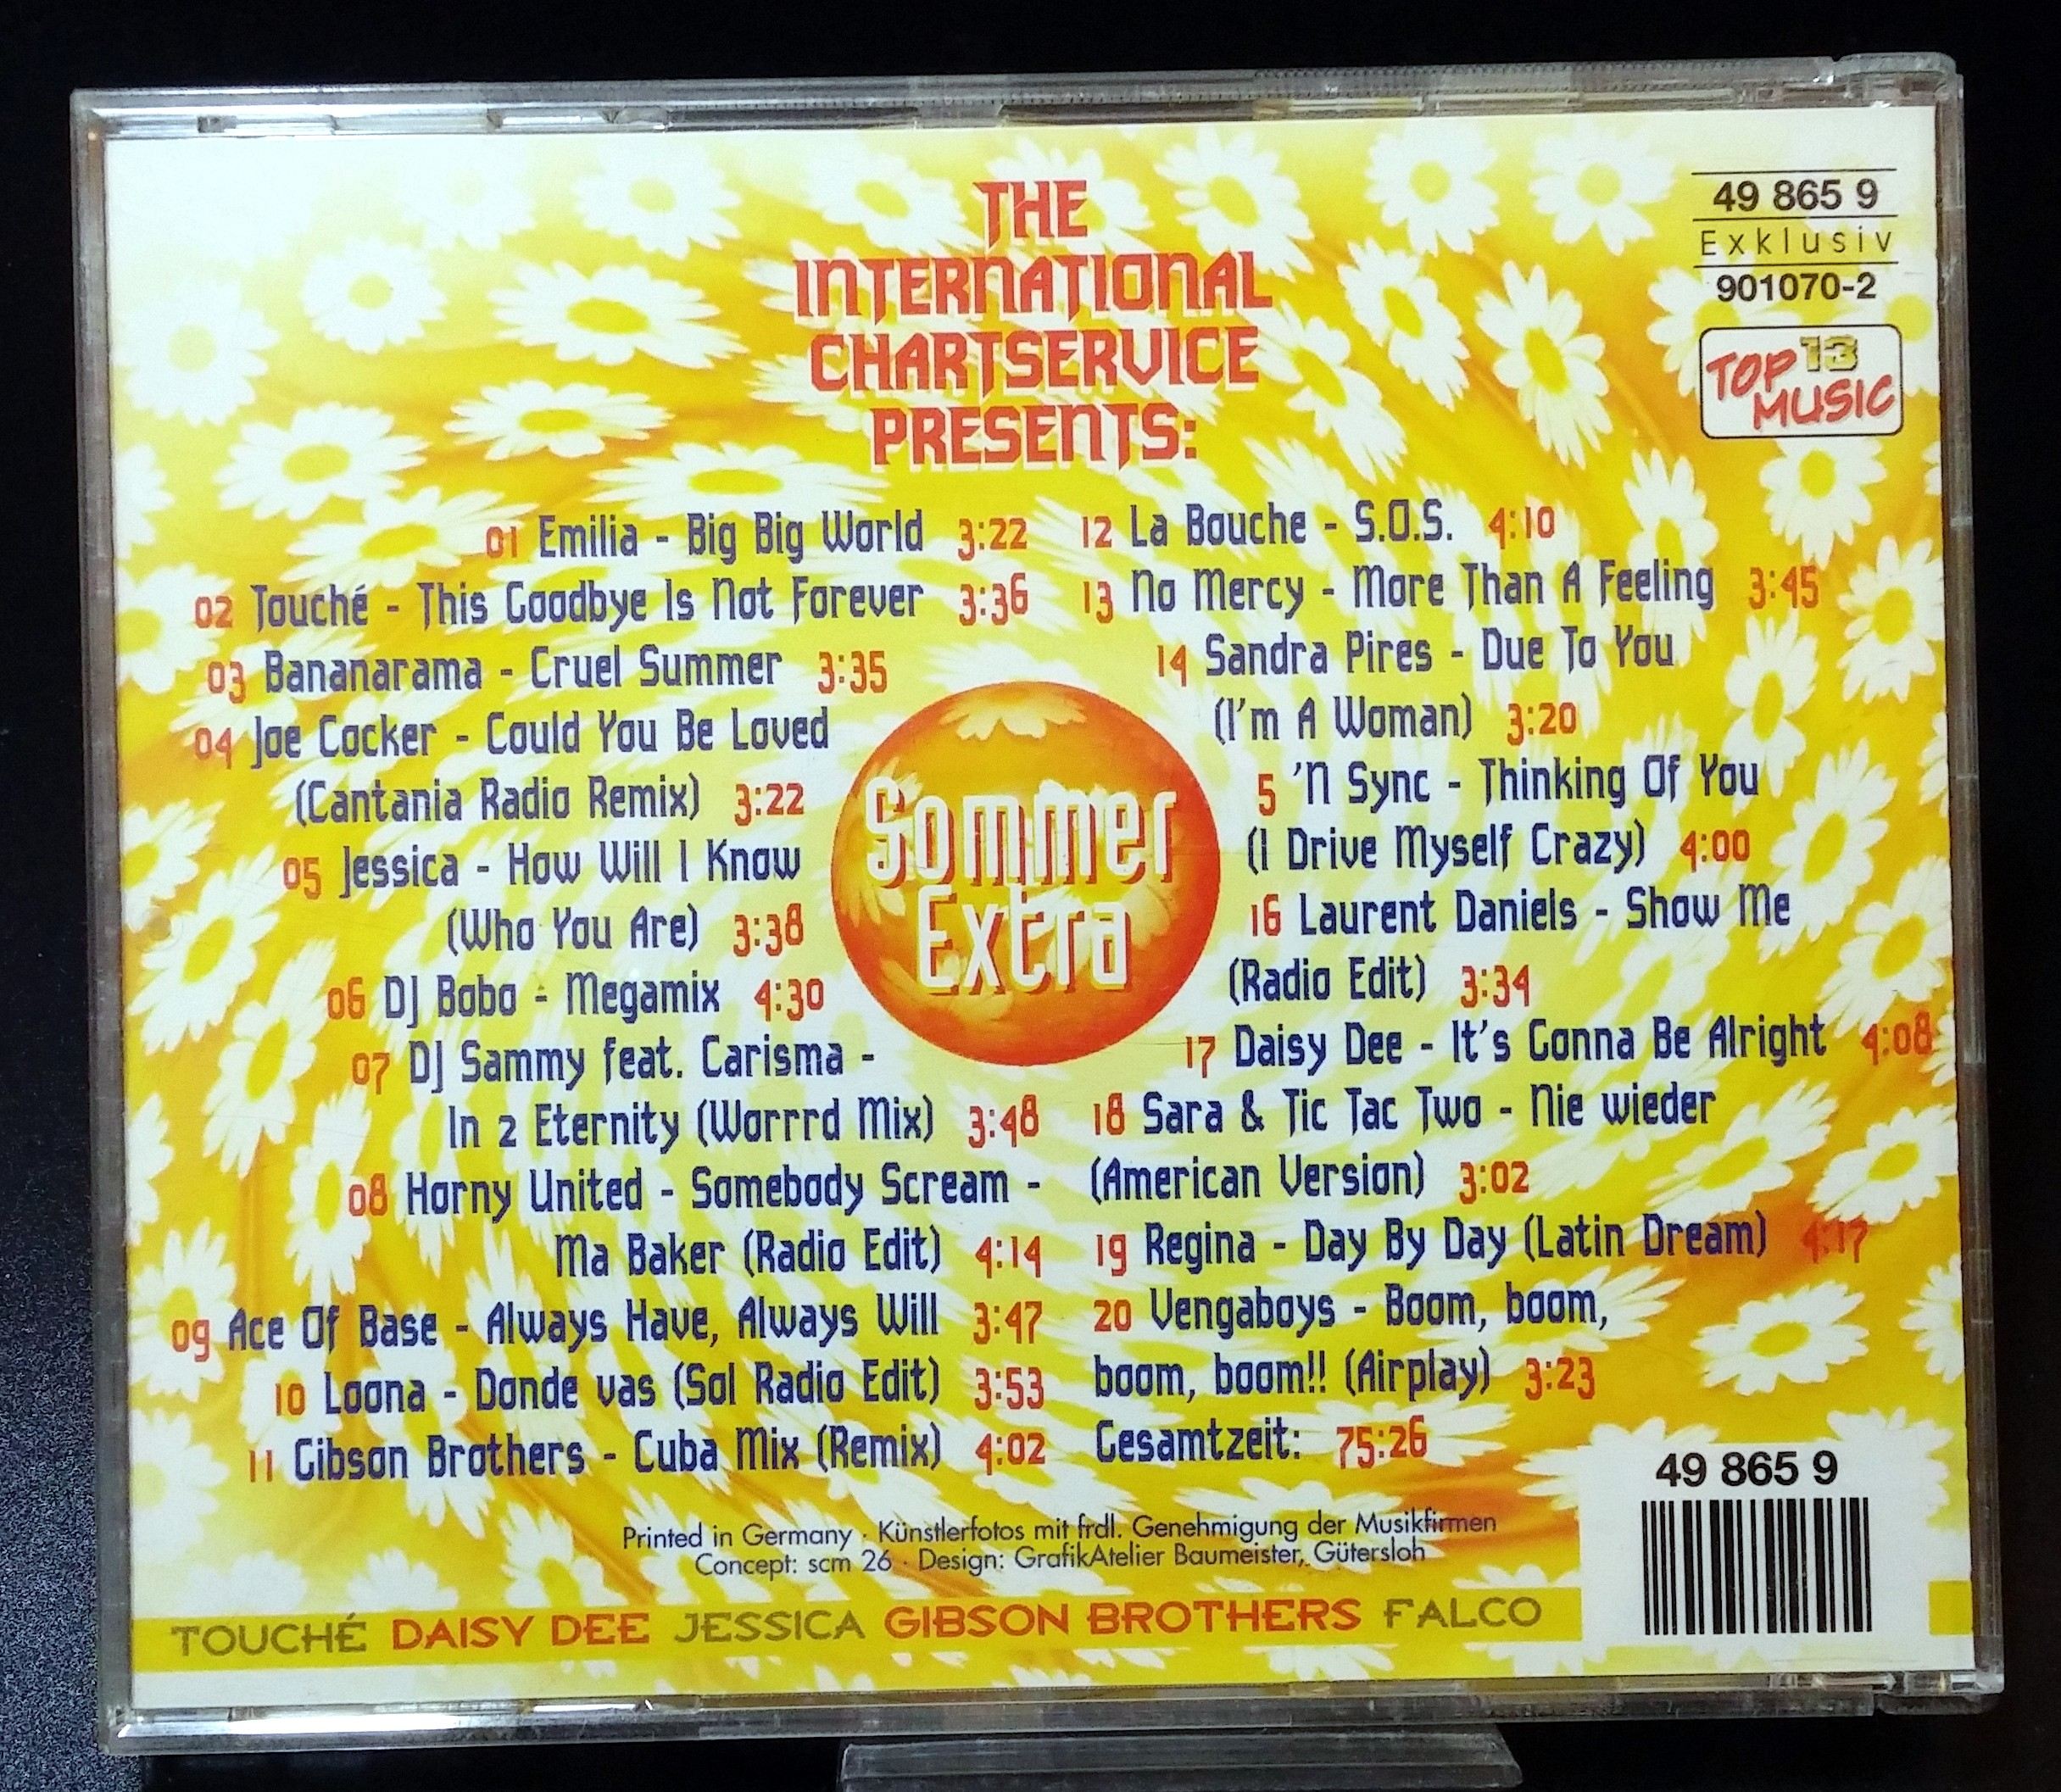 THE
INTERNATIONAL
CHARTSERVICE
PRESENTS:
49 865 9
Exklusiv
901070-2
TOP 13
MUSIC
01 Emilia - Big Big World 3:22
02 Touché - This Goodbye Is Not Forever 3:36
03 Bananarama - Cruel Summer 3:35
04 Joe Cocker - Could You Be Loved
(Cantania Radio Remix) 3:22
05 Jessica - How Will I Know
(Who You Are) 3:38
06 DJ Bobo - Megamix 4:30
07 DJ Sammy feat. Carisma -
In 2 Eternity (Worrrd Mix) 3:48
08 Horny United - Somebody Scream -
Ma Baker (Radio Edit) 4:14
09 Ace Of Base - Always Have, Always Will 3:47
10 Loona - Donde vas (Sol Radio Edit) 3:53
11 Gibson Brothers - Cuba Mix (Remix) 4:02
Sommer
Extra
12 La Bouche - S.O.S. 4:10
13 No Mercy - More Than A Feeling 3:45
14 Sandra Pires - Due To You
(I'm A Woman) 3:20
5 'N Sync - Thinking Of You
(I Drive Myself Crazy) 4:00
16 Laurent Daniels - Show Me
(Radio Edit) 3:34
17 Daisy Dee - It's Gonna Be Alright 4:08
18 Sara & Tic Tac Two - Nie wieder
(American Version) 3:02
19 Regina - Day By Day (Latin Dream) 4:17
20 Vengaboys - Boom, boom,
boom, boom!! (Airplay) 3:23
Gesamtzeit: 75:26
Printed in Germany · Künstlerfotos mit frdl. Genehmigung der Musikfirmen
Concept: scm 26 · Design: GrafikAtelier Baumeister, Gütersloh
49 865 9
TOUCHÉ DAISY DEE JESSICA GIBSON BROTHERS FALCO